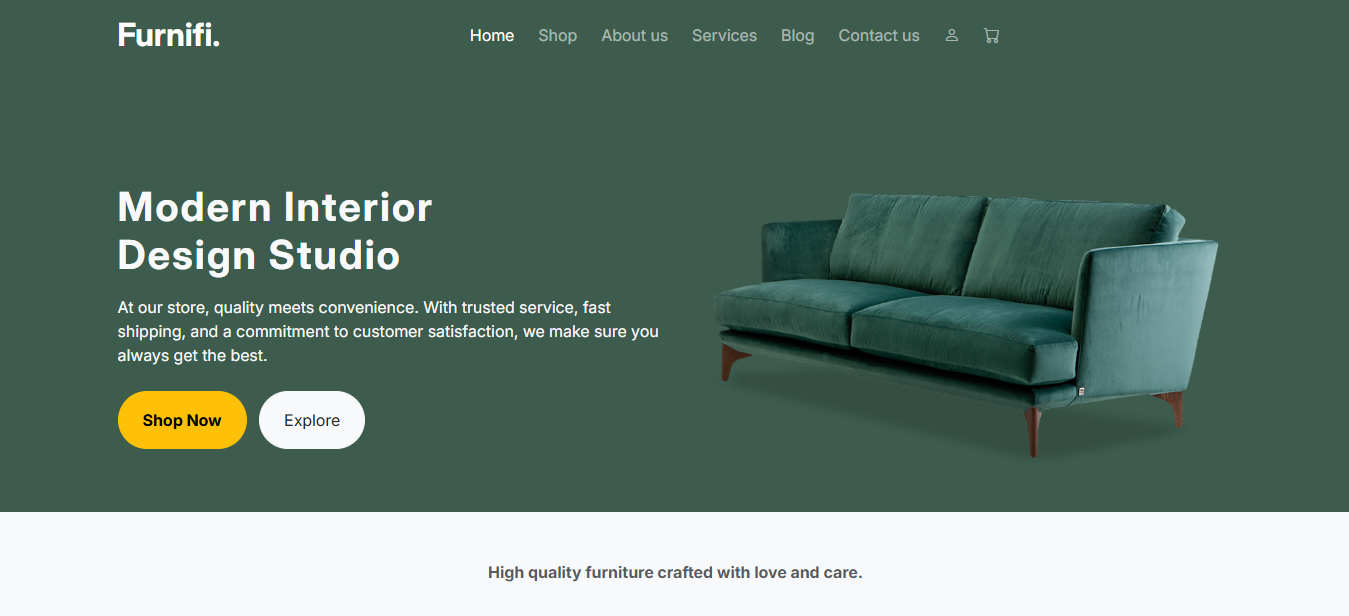 Furnifi.
Home Shop About us Services Blog Contact us
Modern Interior
Design Studio
At our store, quality meets convenience. With trusted service, fast
shipping, and a commitment to customer satisfaction, we make sure you
always get the best.
Shop Now Explore
High quality furniture crafted with love and care.